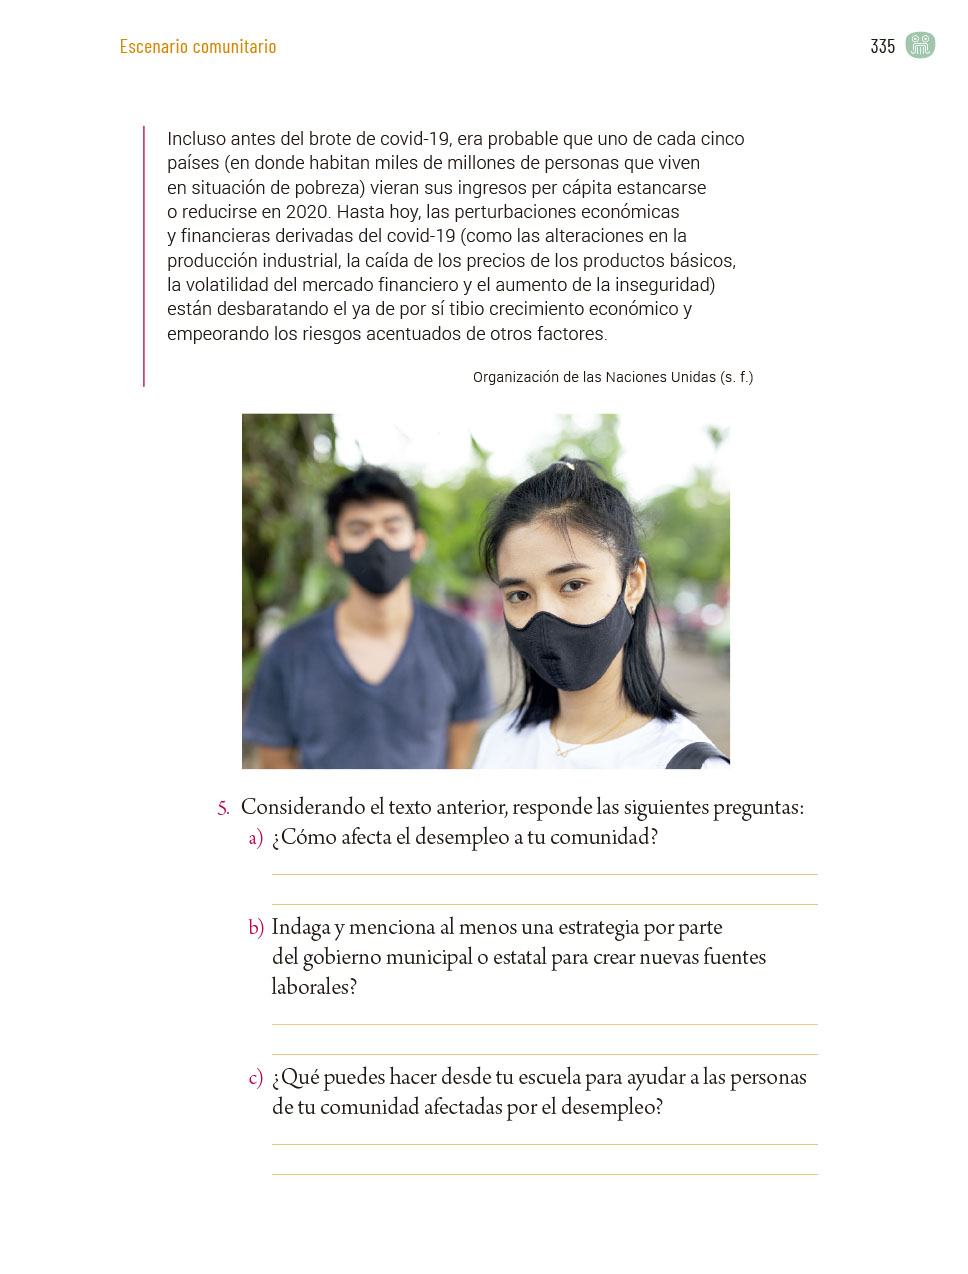 Escenario comunitario
335
Incluso antes del brote de covid-19, era probable que uno de cada cinco
países (en donde habitan miles de millones de personas que viven
en situación de pobreza) vieran sus ingresos per cápita estancarse
o reducirse en 2020. Hasta hoy, las perturbaciones económicas
y financieras derivadas del covid-19 (como las alteraciones en la
producción industrial, la caída de los precios de los productos básicos,
la volatilidad del mercado financiero y el aumento de la inseguridad)
están desbaratando el ya de por sí tibio crecimiento económico y
empeorando los riesgos acentuados de otros factores.
Organización de las Naciones Unidas (s. f.)
5. Considerando el texto anterior, responde las siguientes preguntas:
a) ¿Cómo afecta el desempleo a tu comunidad?
b) Indaga y menciona al menos una estrategia por parte
del gobierno municipal o estatal para crear nuevas fuentes
laborales?
c) ¿Qué puedes hacer desde tu escuela para ayudar a las personas
de tu comunidad afectadas por el desempleo?